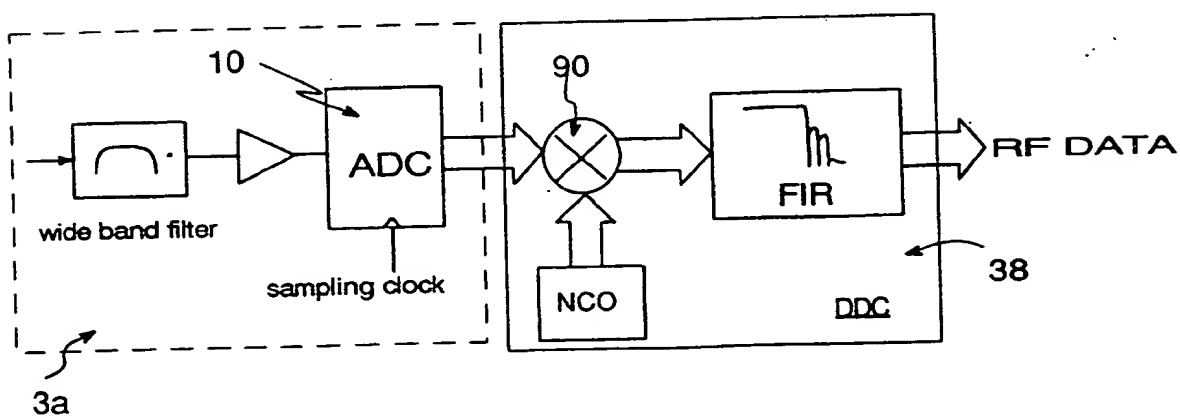 10
90
ADC
FIR
RF DATA
wide band filter
sampling clock
NCO
DDC
38
3a